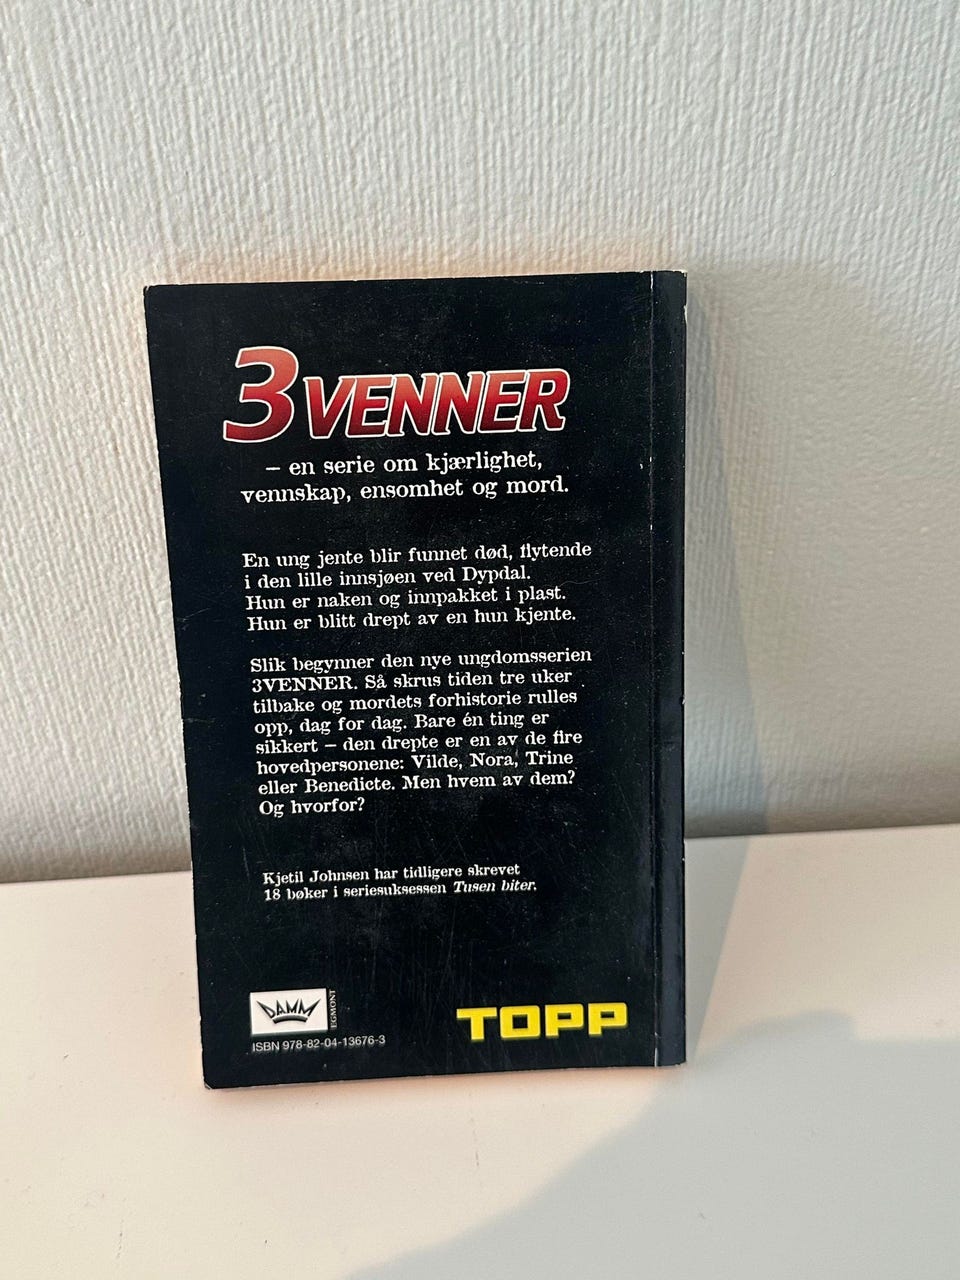 3 VENNER
– en serie om kjærlighet,
vennskap, ensomhet og mord.
En ung jente blir funnet død, flytende
i den lille innsjøen ved Dypdal.
Hun er naken og innpakket i plast.
Hun er blitt drept av en hun kjente.
Slik begynner den nye ungdomsserien
3VENNER. Så skrus tiden tre uker
tilbake og mordets forhistorie rulles
opp, dag for dag. Bare én ting er
sikkert – den drepte er en av de fire
hovedpersonene: Vilde, Nora, Trine
eller Benedicte. Men hvem av dem?
Og hvorfor?
Kjetil Johnsen har tidligere skrevet
18 bøker i seriesuksessen Tusen biter.
DAMM
EGMONT
ISBN 978-82-04-13676-3
TOPP